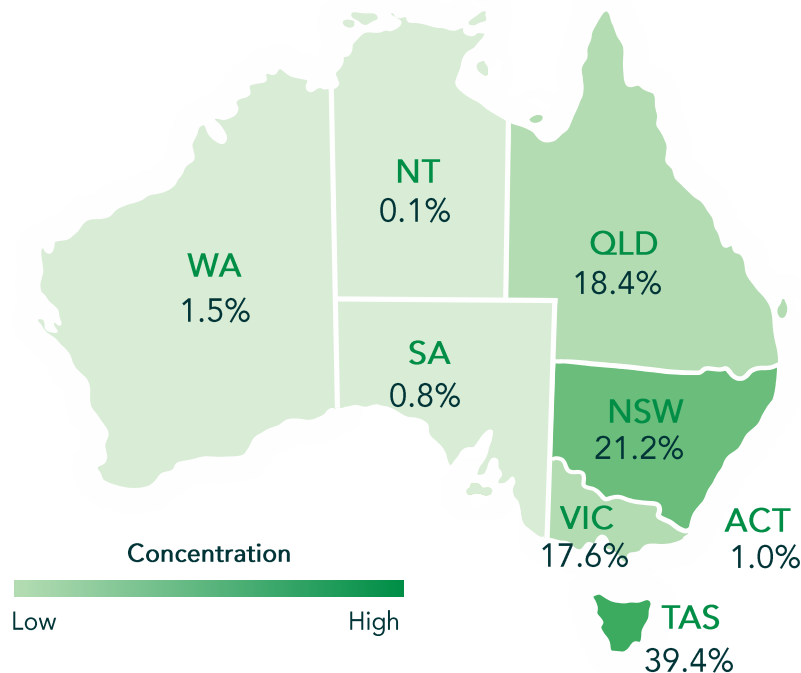 NT
0.1%
QLD
18.4%
WA
1.5%
SA
0.8%
NSW
21.2%
VIC
17.6%
ACT
1.0%
Concentration
Low
High
TAS
39.4%